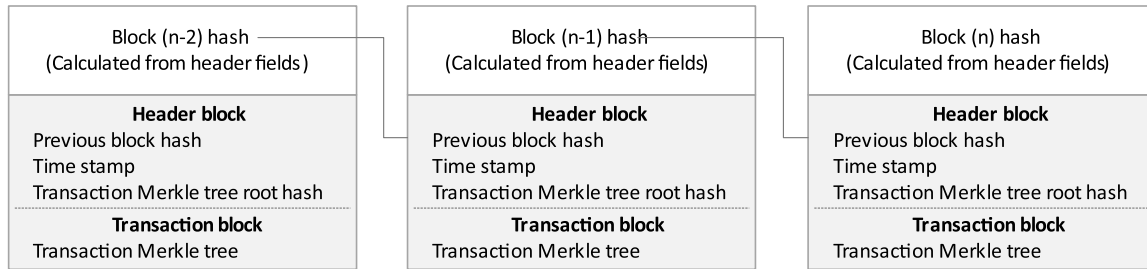 Block (n-2) hash
(Calculated from header fields)
Header block
Previous block hash
Time stamp
Transaction Merkle tree root hash
Transaction block
Transaction Merkle tree
Block (n-1) hash
(Calculated from header fields)
Header block
Previous block hash
Time stamp
Transaction Merkle tree root hash
Transaction block
Transaction Merkle tree
Block (n) hash
(Calculated from header fields)
Header block
Previous block hash
Time stamp
Transaction Merkle tree root hash
Transaction block
Transaction Merkle tree